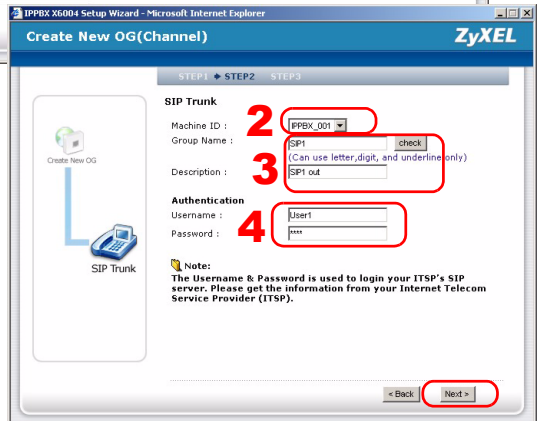 IPPBX X6004 Setup Wizard - Microsoft Internet Explorer
Create New OG(Channel)
ZyXEL
STEP1 STEP2 STEP3
SIP Trunk
Machine ID :
2
IPPBX_001
Group Name :
SIP1
check
(Can use letter,digit, and underline only)
3
Description :
SIP1 out
Authentication
Username :
User1
4
Password :
****
Create New OG
SIP Trunk
Note:
The Username & Password is used to login your ITSP's SIP
server. Please get the information from your Internet Telecom
Service Provider (ITSP).
< Back
Next >